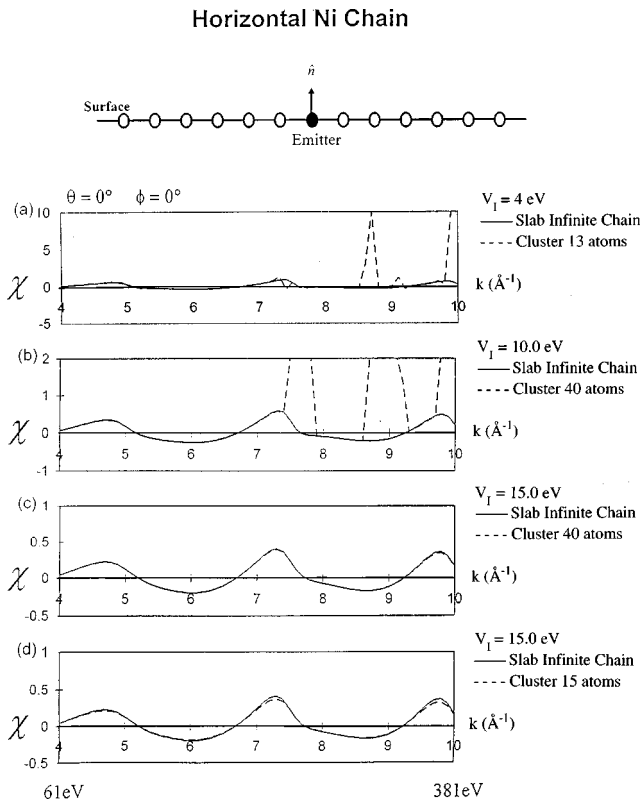 Horizontal Ni Chain
n̂
Surface
Emitter
θ = 0° ϕ = 0°
(a)
10
5
0
-5
χ
4 5 6 7 8 9 10
k (Å⁻¹)
V_I = 4 eV
Slab Infinite Chain
Cluster 13 atoms
(b)
2
1
0
-1
χ
4 5 6 7 8 9 10
k (Å⁻¹)
V_I = 10.0 eV
Slab Infinite Chain
Cluster 40 atoms
(c)
1
0.5
0
-0.5
χ
4 5 6 7 8 9 10
k (Å⁻¹)
V_I = 15.0 eV
Slab Infinite Chain
Cluster 40 atoms
(d)
1
0.5
0
-0.5
χ
4 5 6 7 8 9 10
k (Å⁻¹)
V_I = 15.0 eV
Slab Infinite Chain
Cluster 15 atoms
61eV 381eV